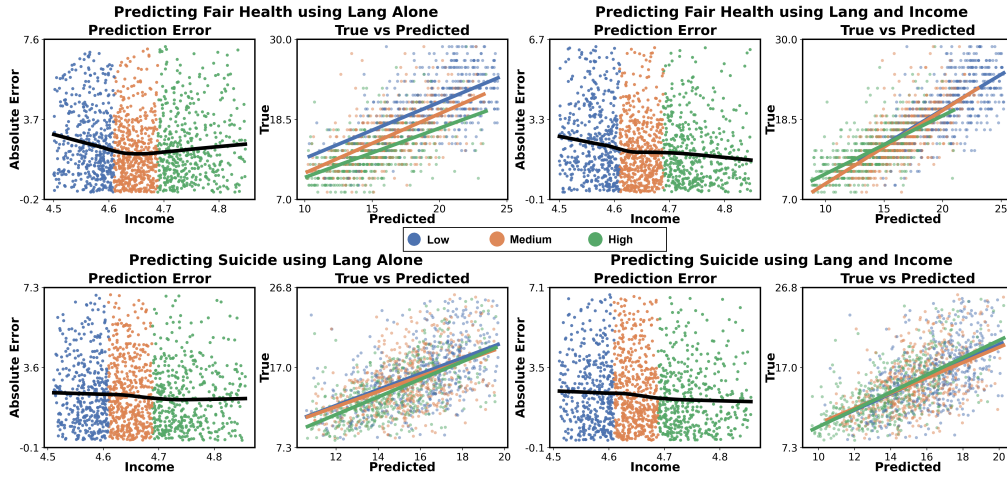 Predicting Fair Health using Lang Alone
Prediction Error
True vs Predicted
7.6
3.7
-0.2
Absolute Error
4.5
4.6
4.7
4.8
Income
30.0
18.5
7.0
True
10
15
20
25
Predicted
Predicting Fair Health using Lang and Income
Prediction Error
True vs Predicted
6.7
3.3
-0.1
Absolute Error
4.5
4.6
4.7
4.8
Income
30.0
18.5
7.0
True
10
15
20
25
Predicted
Low
Medium
High
Predicting Suicide using Lang Alone
Prediction Error
True vs Predicted
7.3
3.6
-0.1
Absolute Error
4.5
4.6
4.7
4.8
Income
26.8
17.0
7.3
True
12
14
16
18
20
Predicted
Predicting Suicide using Lang and Income
Prediction Error
True vs Predicted
7.1
3.5
-0.1
Absolute Error
4.5
4.6
4.7
4.8
Income
26.8
17.0
7.3
True
10
12
14
16
18
20
Predicted